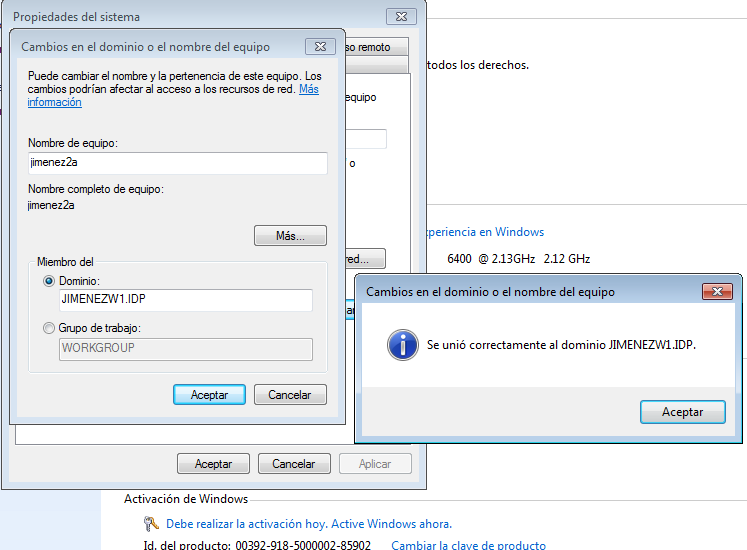 Propiedades del sistema
Cambios en el dominio o el nombre del equipo
so remoto
Puede cambiar el nombre y la pertenencia de este equipo. Los
cambios podrían afectar al acceso a los recursos de red. Más
información
todos los derechos.
equipo
Nombre de equipo:
jimenez2a
o
Nombre completo de equipo:
jimenez2a
Más...
xperiencia en Windows
Miembro del
red...
6400 @ 2.13GHz 2.12 GHz
Dominio:
JIMENEZW1.IDP
Grupo de trabajo:
WORKGROUP
Aceptar
Cancelar
Cambios en el dominio o el nombre del equipo
Se unió correctamente al dominio JIMENEZW1.IDP.
Aceptar
Aceptar
Cancelar
Aplicar
Activación de Windows
Debe realizar la activación hoy. Active Windows ahora.
Id. del producto: 00392-918-5000002-85902 Cambiar la clave de producto